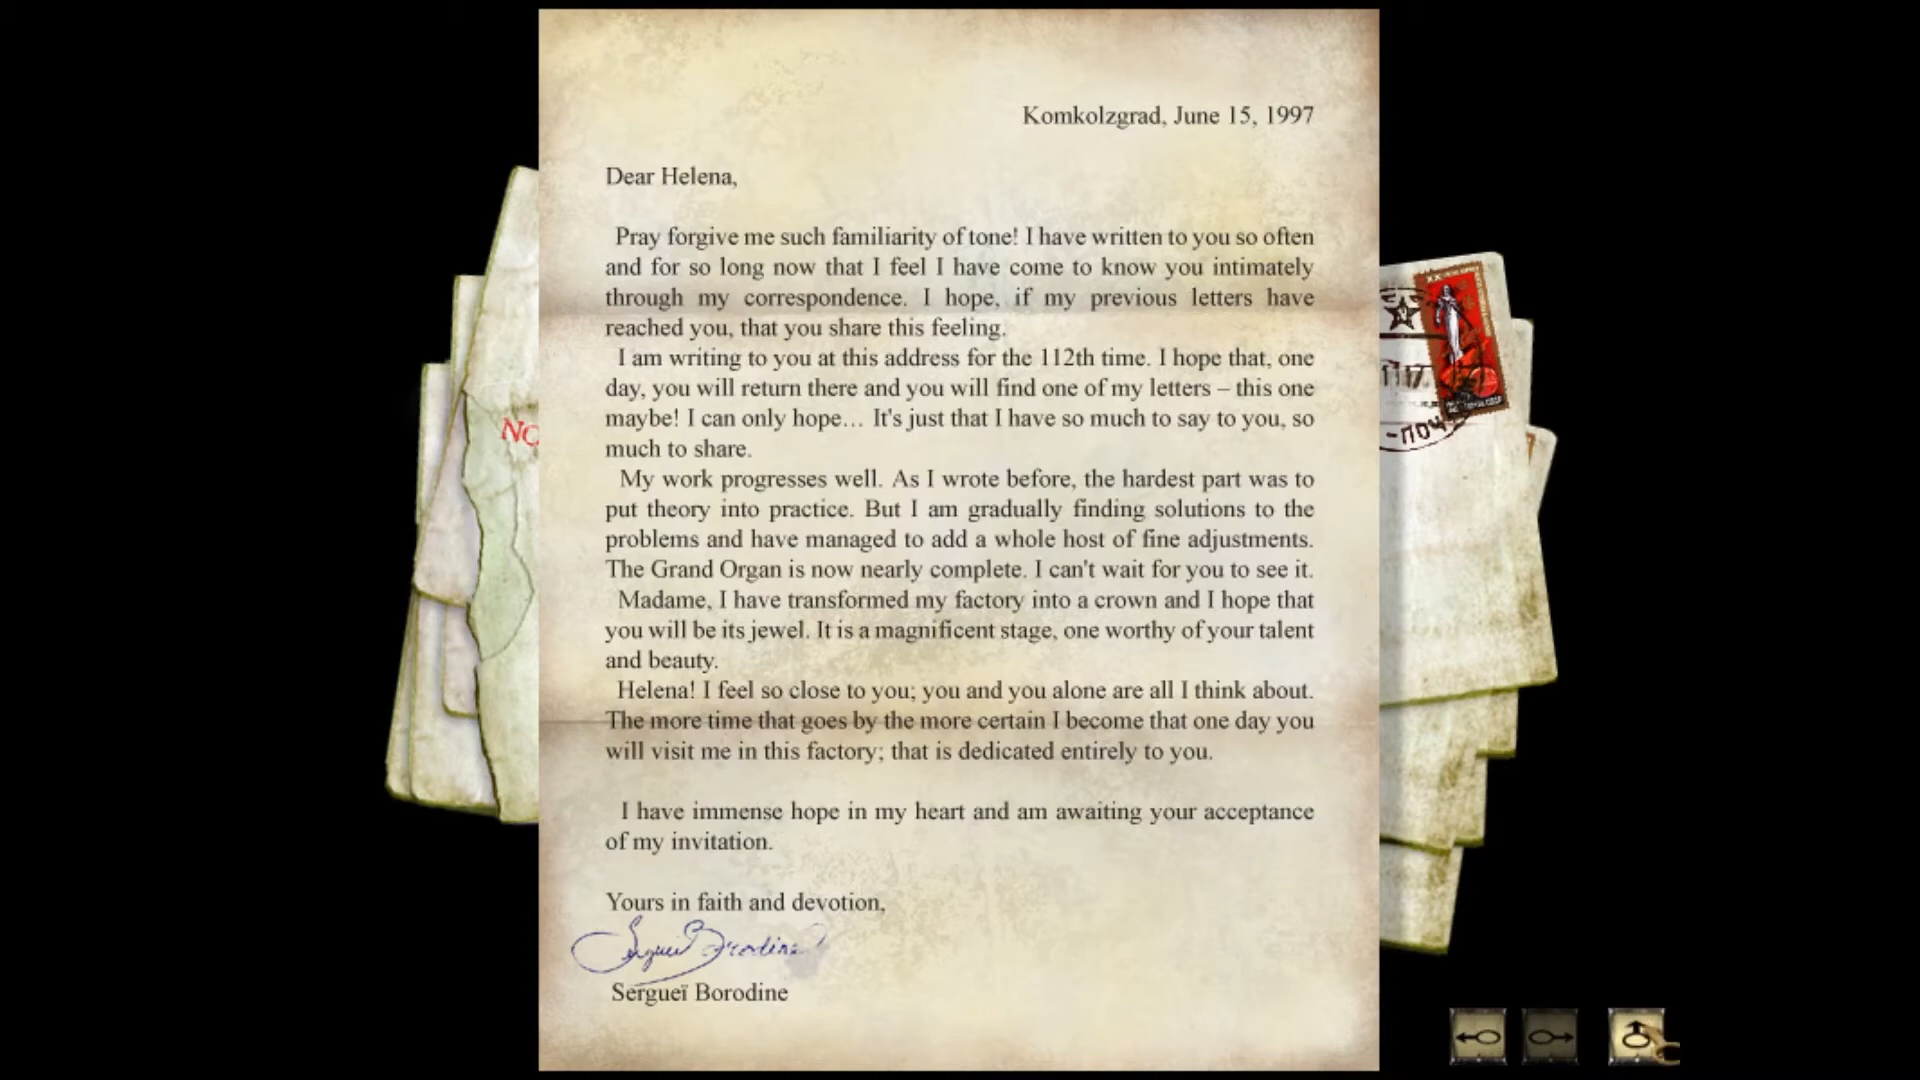 Komkolzgrad, June 15, 1997
Dear Helena,
Pray forgive me such familiarity of tone! I have written to you so often
and for so long now that I feel I have come to know you intimately
through my correspondence. I hope, if my previous letters have
reached you, that you share this feeling.
I am writing to you at this address for the 112th time. I hope that, one
day, you will return there and you will find one of my letters – this one
maybe! I can only hope… It's just that I have so much to say to you, so
much to share.
My work progresses well. As I wrote before, the hardest part was to
put theory into practice. But I am gradually finding solutions to the
problems and have managed to add a whole host of fine adjustments.
The Grand Organ is now nearly complete. I can't wait for you to see it.
Madame, I have transformed my factory into a crown and I hope that
you will be its jewel. It is a magnificent stage, one worthy of your talent
and beauty.
Helena! I feel so close to you; you and you alone are all I think about.
The more time that goes by the more certain I become that one day you
will visit me in this factory; that is dedicated entirely to you.
I have immense hope in my heart and am awaiting your acceptance
of my invitation.
Yours in faith and devotion,
Serguei Borodine
Sergueï Borodine
NO